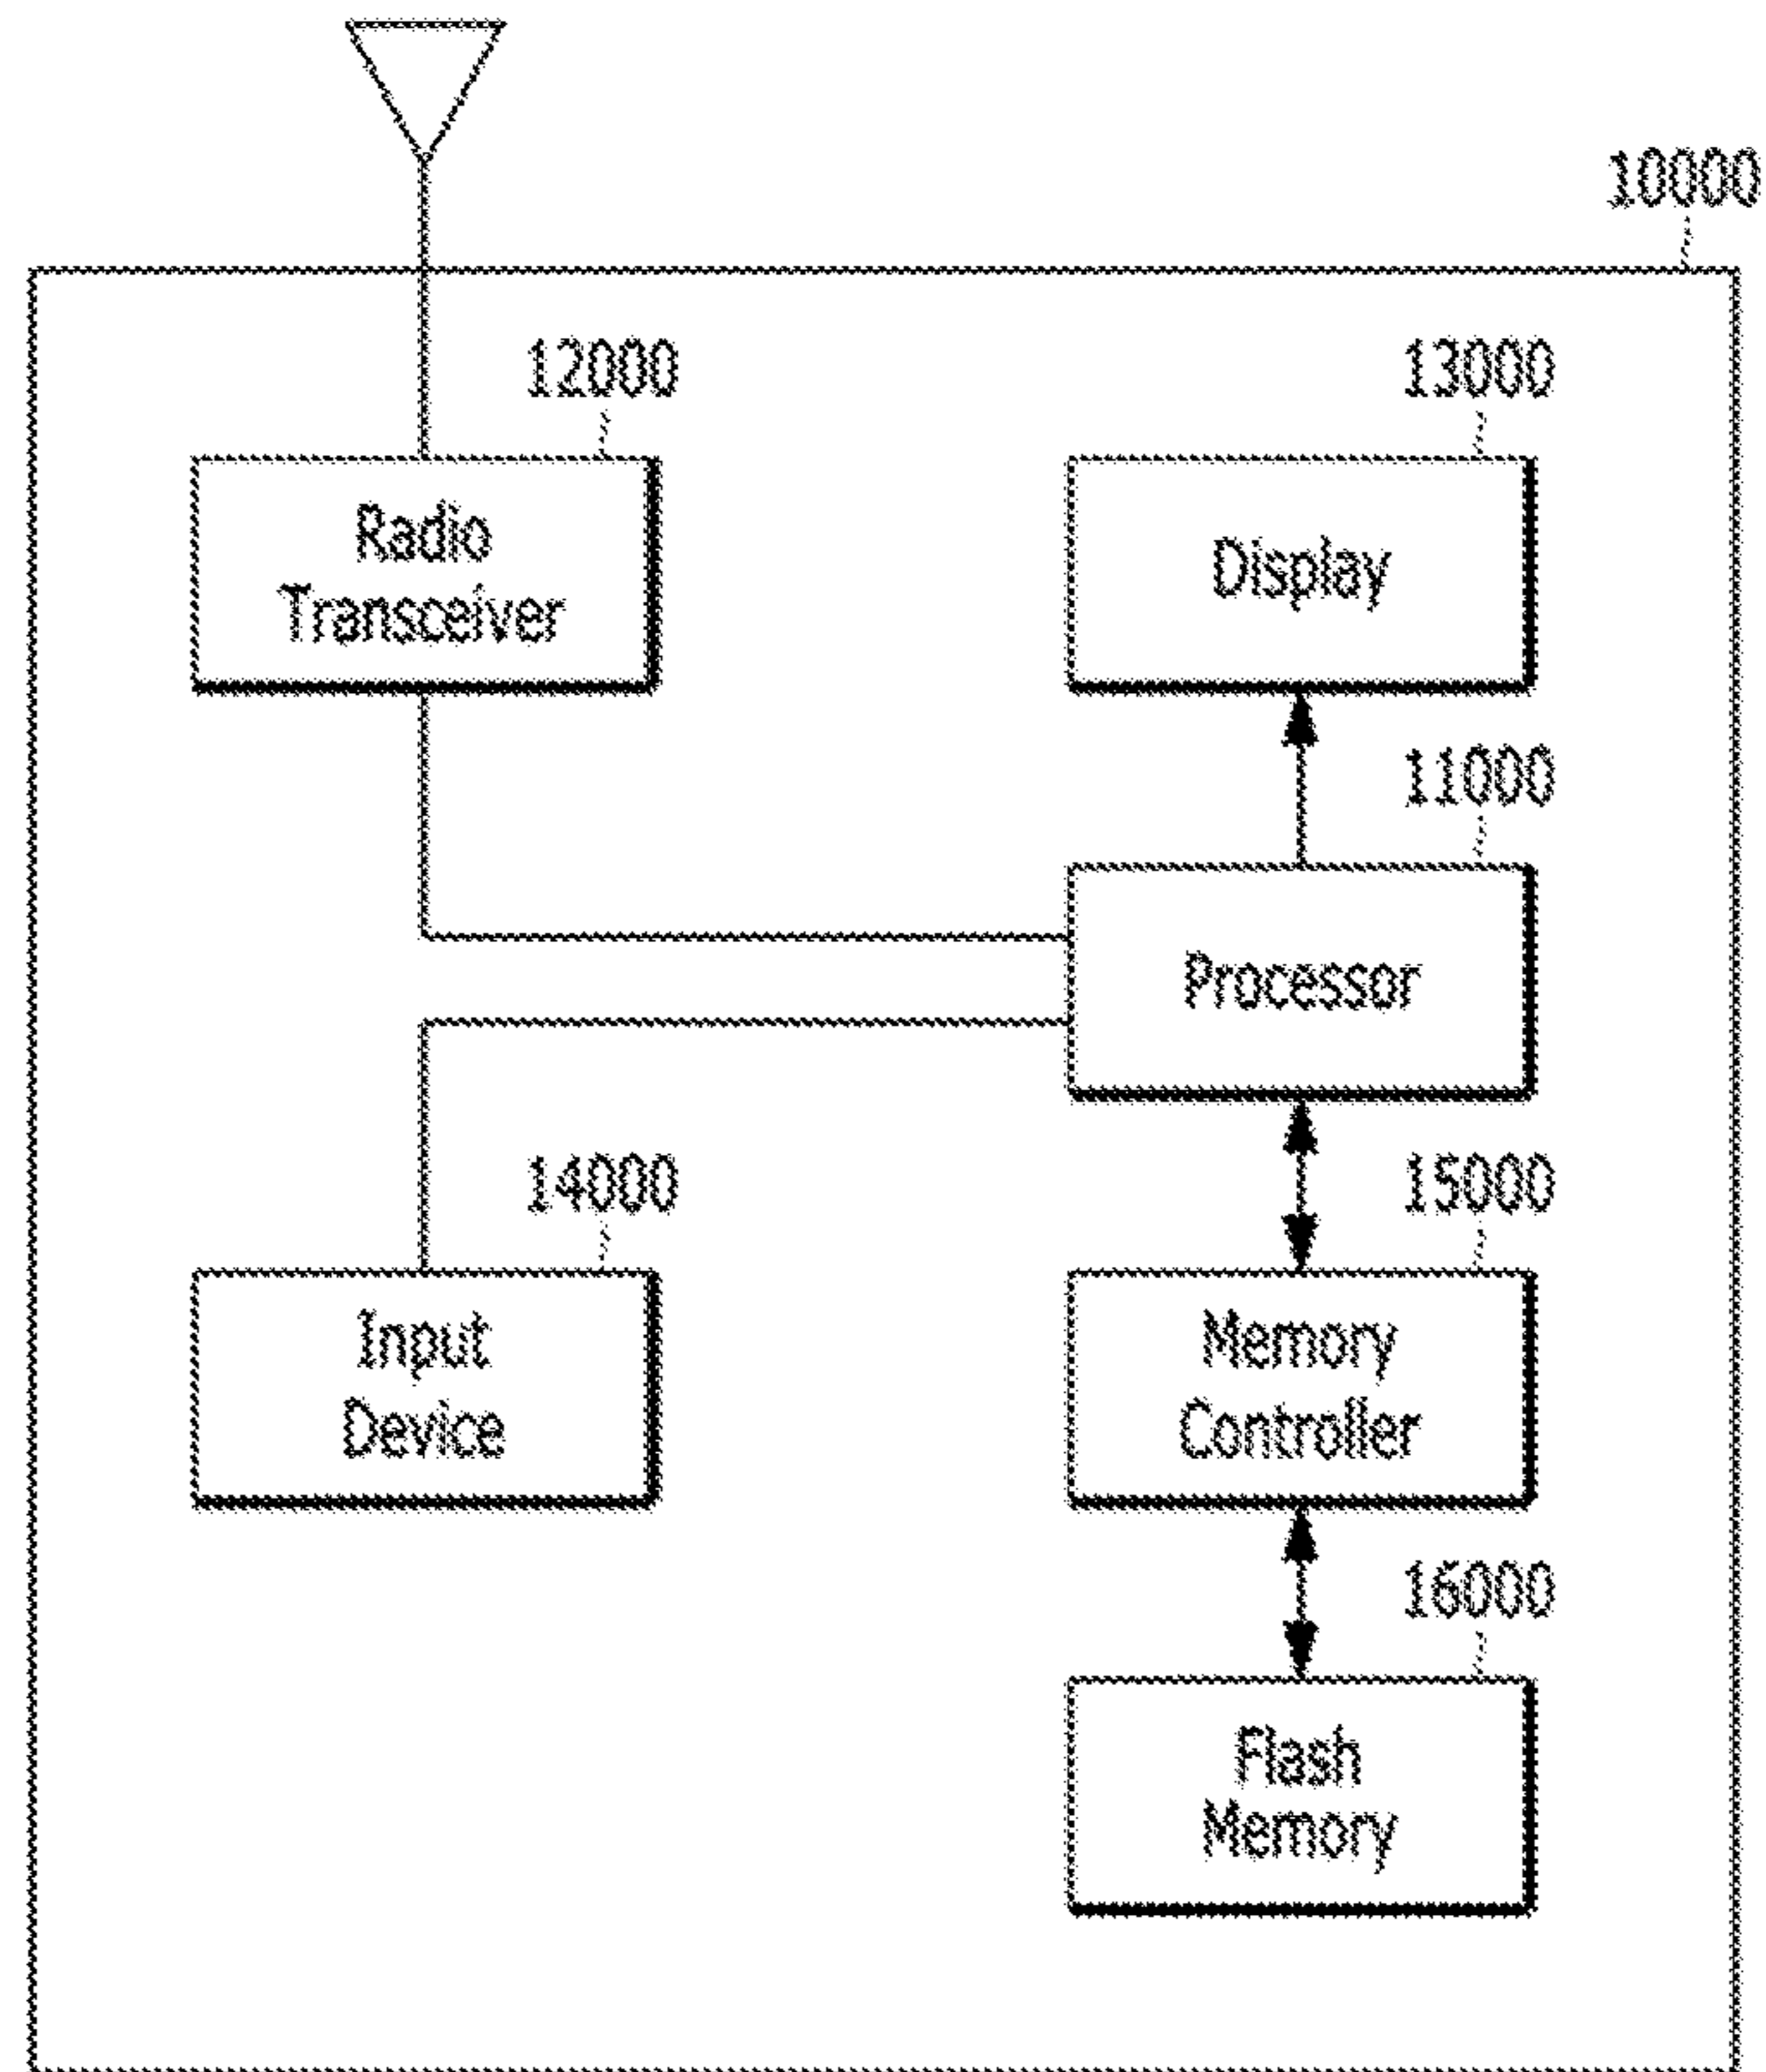 10000
12000
13000
Radio
Transceiver
Display
11000
Processor
14000
15000
Input
Device
Memory
Controller
16000
Flash
Memory